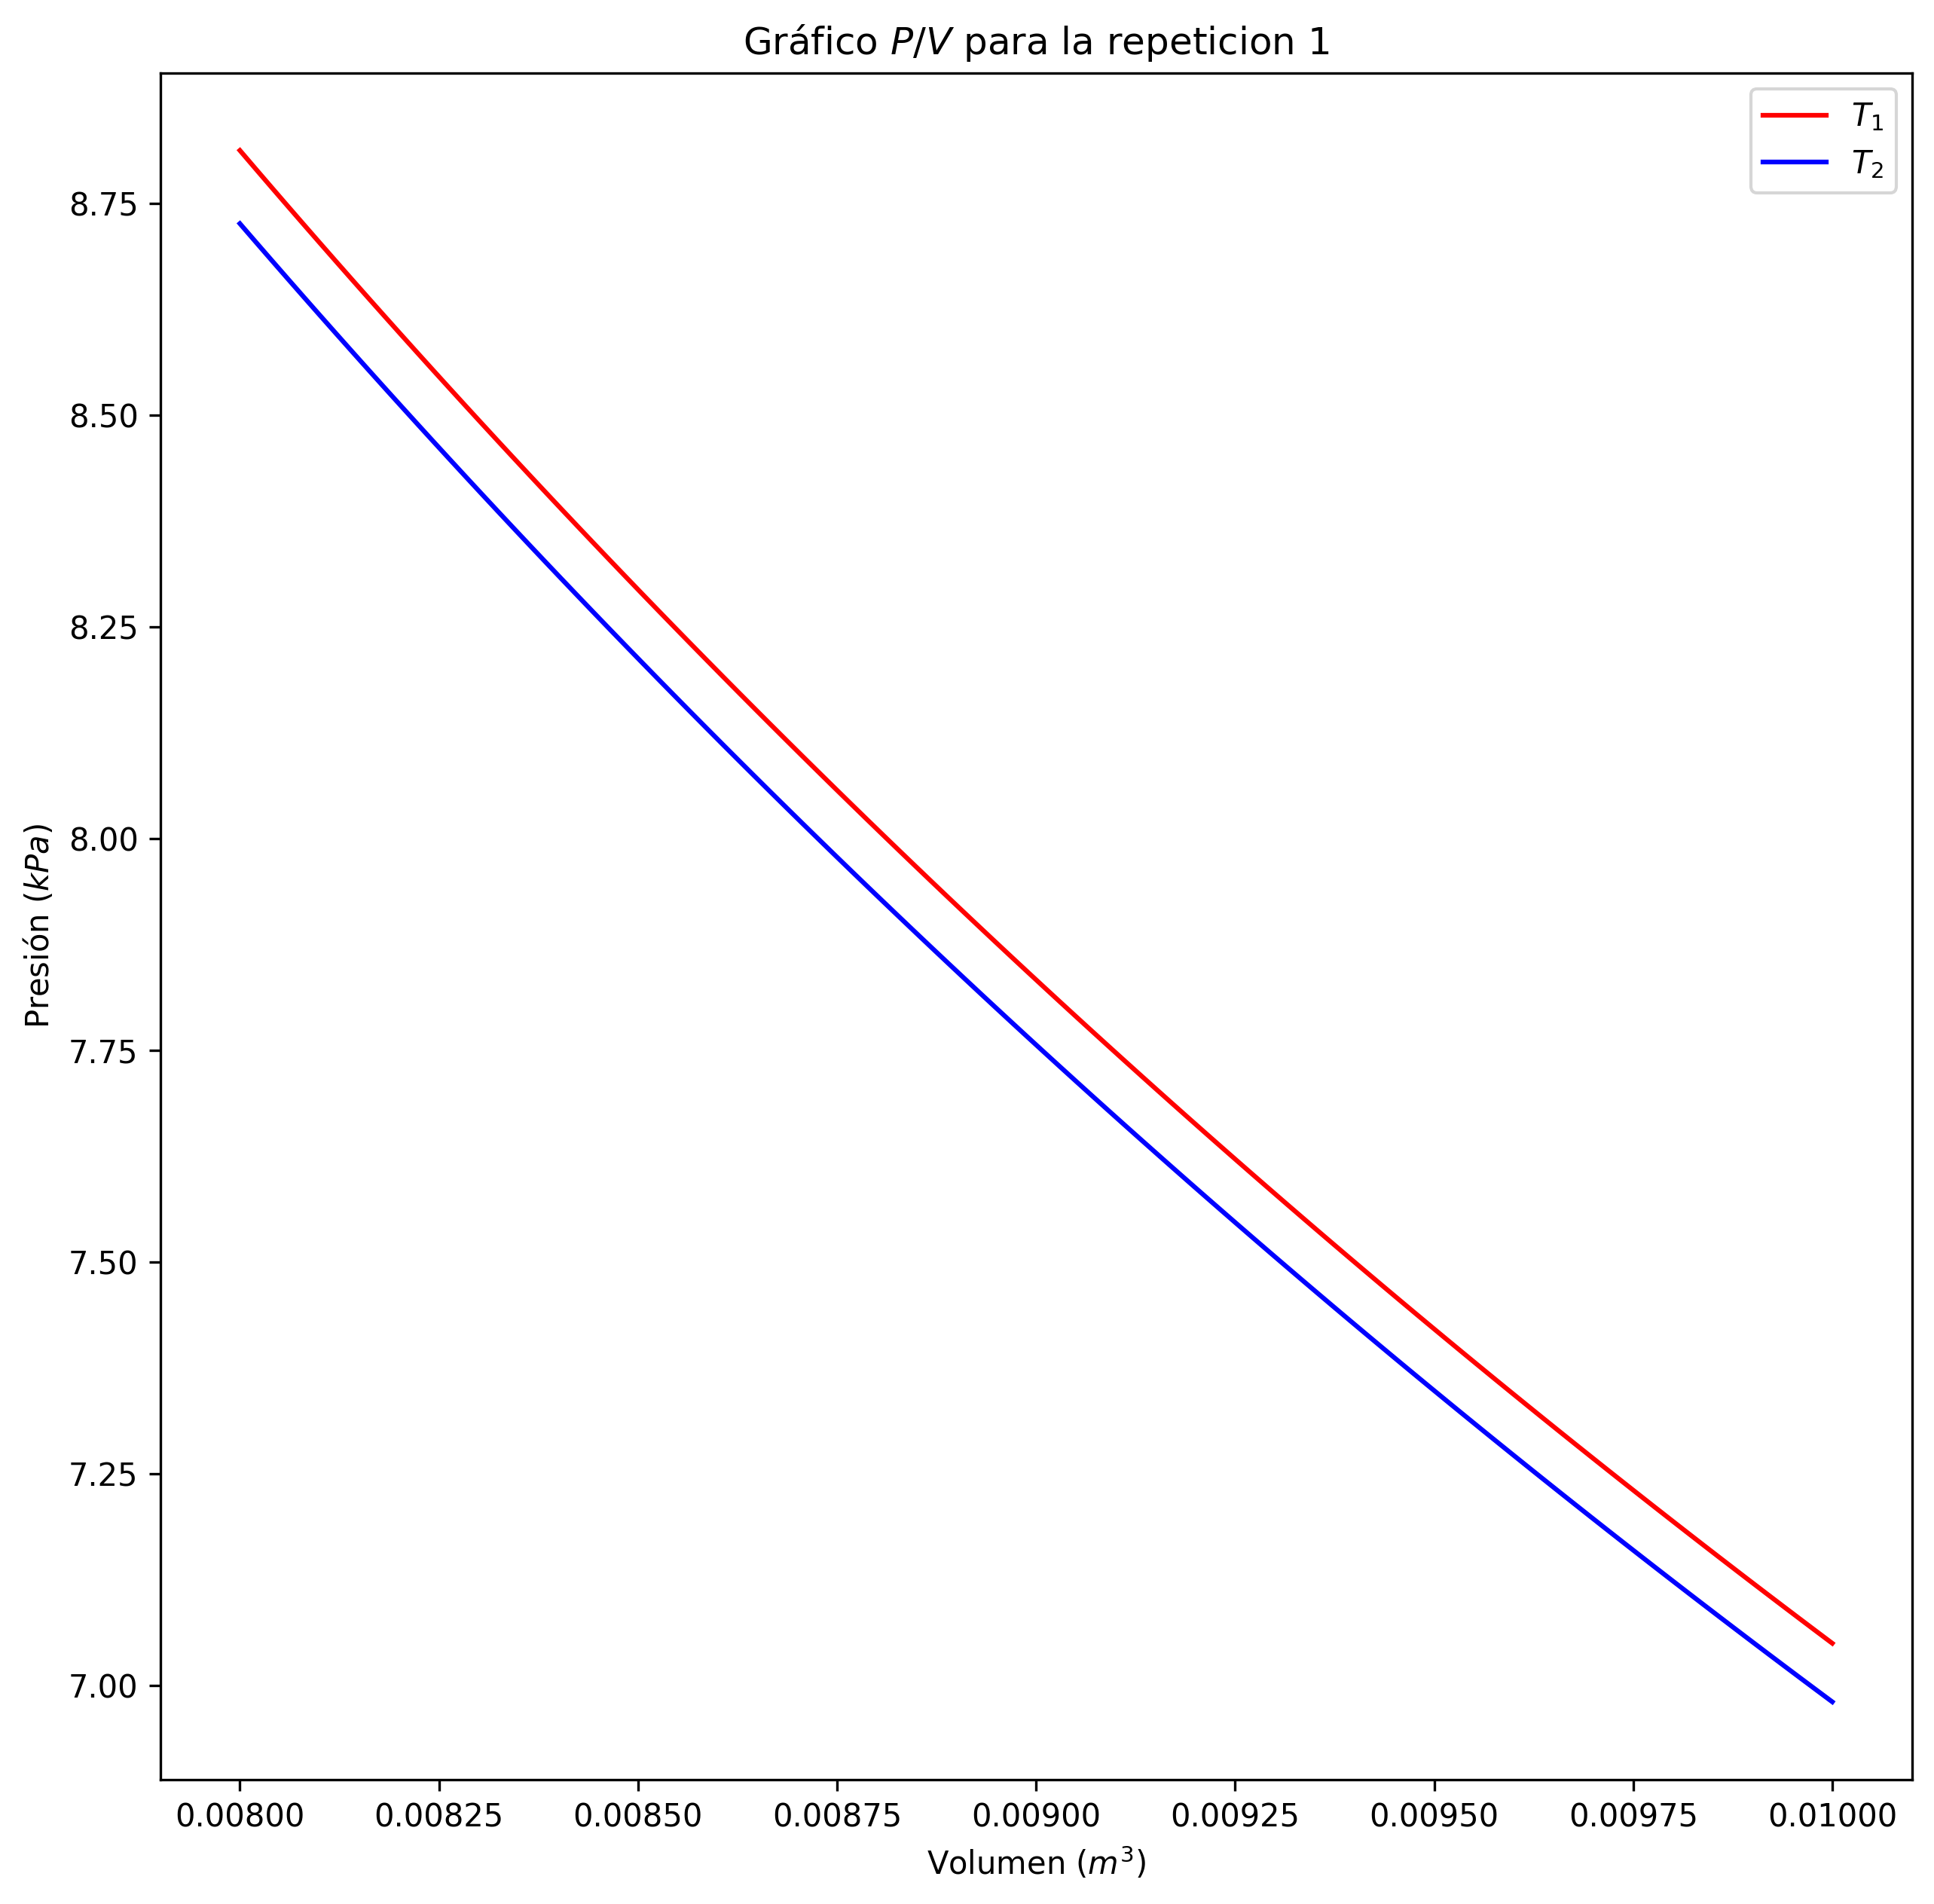 Gráfico P/V para la repeticion 1
T₁
T₂
8.75
8.50
8.25
8.00
7.75
7.50
7.25
7.00
Presión (kPa)
0.00800 0.00825 0.00850 0.00875 0.00900 0.00925 0.00950 0.00975 0.01000
Volumen (m³)